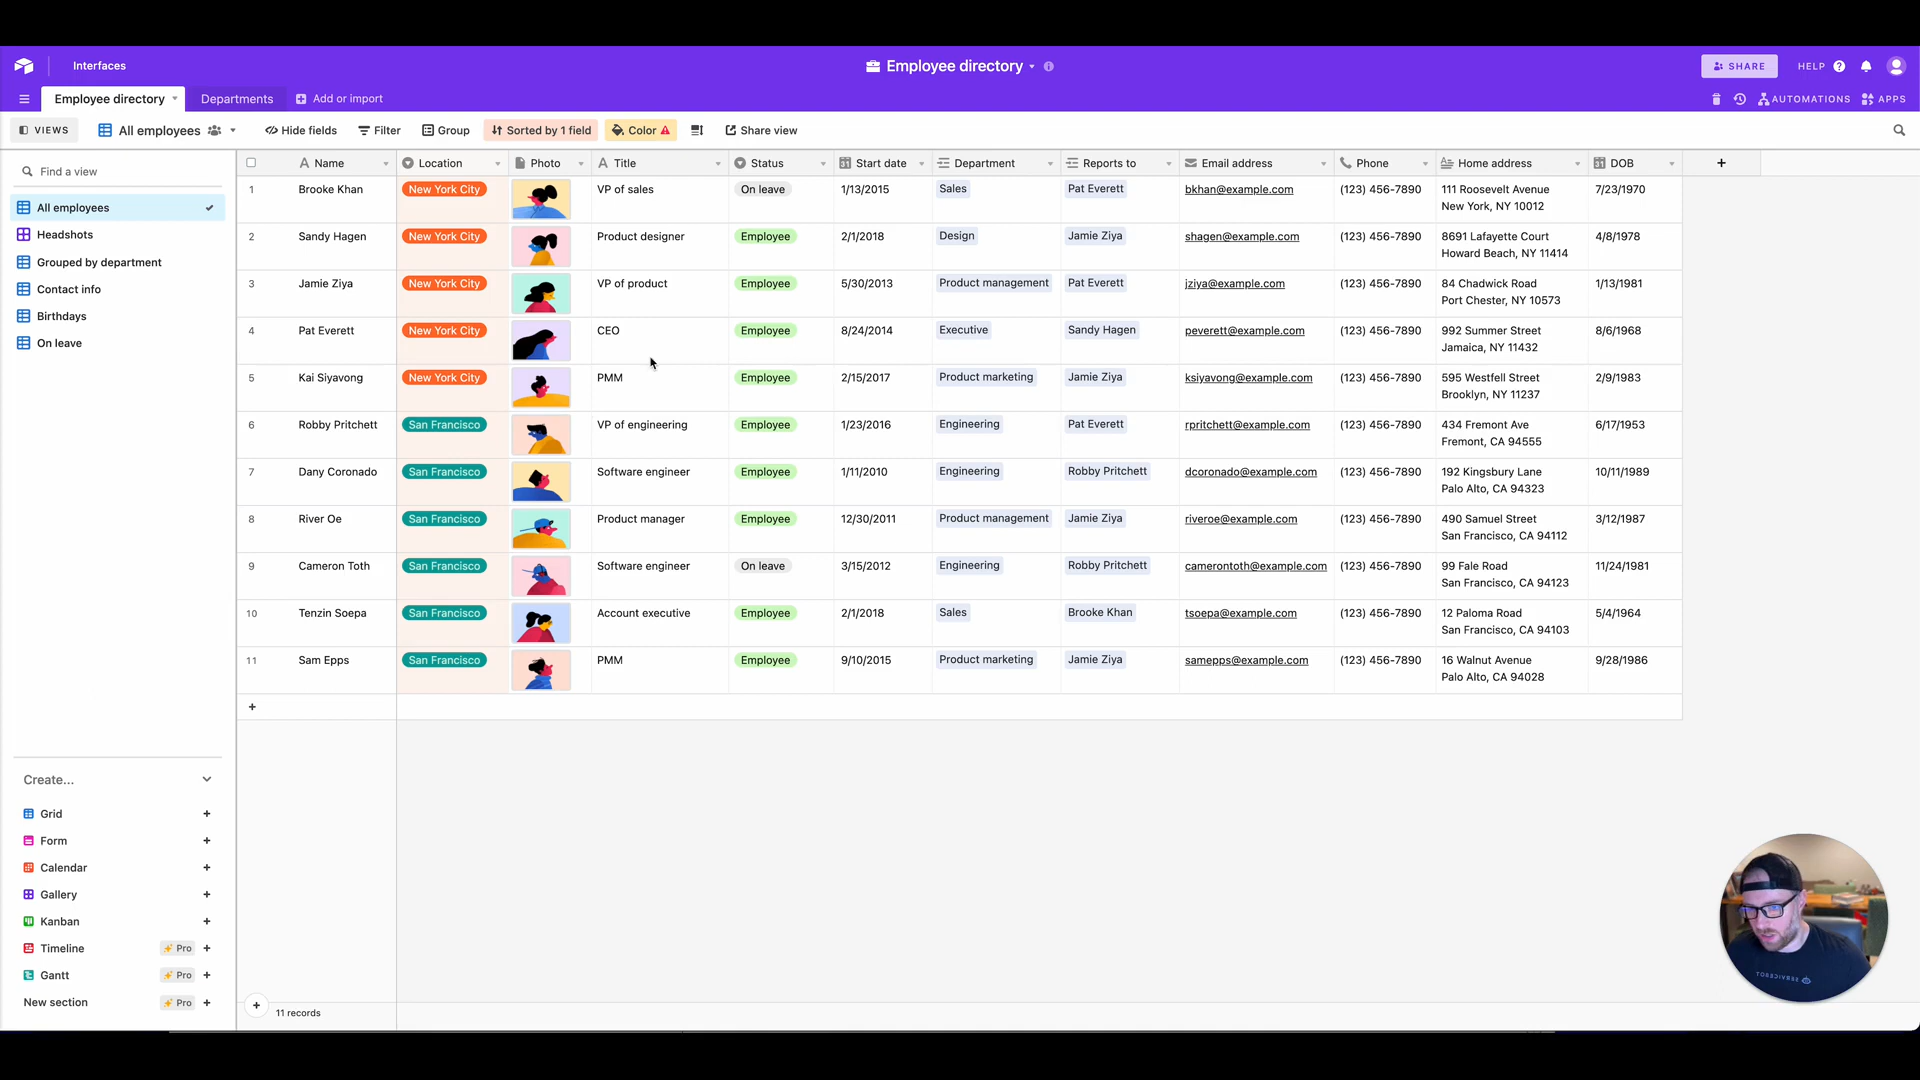 Interfaces
Employee directory
SHARE
HELP
Employee directory
Departments
Add or import
AUTOMATIONS
APPS
VIEWS
All employees
Hide fields
Filter
Group
Sorted by 1 field
Color
Share view
Find a view
All employees
Headshots
Grouped by department
Contact info
Birthdays
On leave
Name Location Photo Title Status Start date Department Reports to Email address Phone Home address DOB
1 Brooke Khan New York City VP of sales On leave 1/13/2015 Sales Pat Everett bkhan@example.com (123) 456-7890 111 Roosevelt Avenue 7/23/1970
New York, NY 10012
2 Sandy Hagen New York City Product designer Employee 2/1/2018 Design Jamie Ziya shagen@example.com (123) 456-7890 8691 Lafayette Court 4/8/1978
Howard Beach, NY 11414
3 Jamie Ziya New York City VP of product Employee 5/30/2013 Product management Pat Everett jziya@example.com (123) 456-7890 84 Chadwick Road 1/13/1981
Port Chester, NY 10573
4 Pat Everett New York City CEO Employee 8/24/2014 Executive Sandy Hagen peverett@example.com (123) 456-7890 992 Summer Street 8/6/1968
Jamaica, NY 11432
5 Kai Siyavong New York City PMM Employee 2/15/2017 Product marketing Jamie Ziya ksiyavong@example.com (123) 456-7890 595 Westfell Street 2/9/1983
Brooklyn, NY 11237
6 Robby Pritchett San Francisco VP of engineering Employee 1/23/2016 Engineering Pat Everett rpritchett@example.com (123) 456-7890 434 Fremont Ave 6/17/1953
Fremont, CA 94555
7 Dany Coronado San Francisco Software engineer Employee 1/11/2010 Engineering Robby Pritchett dcoronado@example.com (123) 456-7890 192 Kingsbury Lane 10/11/1989
Palo Alto, CA 94323
8 River Oe San Francisco Product manager Employee 12/30/2011 Product management Jamie Ziya riveroe@example.com (123) 456-7890 490 Samuel Street 3/12/1987
San Francisco, CA 94112
9 Cameron Toth San Francisco Software engineer On leave 3/15/2012 Engineering Robby Pritchett camerontoth@example.com (123) 456-7890 99 Fale Road 11/24/1981
San Francisco, CA 94123
10 Tenzin Soepa San Francisco Account executive Employee 2/1/2018 Sales Brooke Khan tsoepa@example.com (123) 456-7890 12 Paloma Road 5/4/1964
San Francisco, CA 94103
11 Sam Epps San Francisco PMM Employee 9/10/2015 Product marketing Jamie Ziya samepps@example.com (123) 456-7890 16 Walnut Avenue 9/28/1986
Palo Alto, CA 94028
Create...
Grid
Form
Calendar
Gallery
Kanban
Timeline Pro
Gantt Pro
New section Pro
11 records
SERVICEBOT